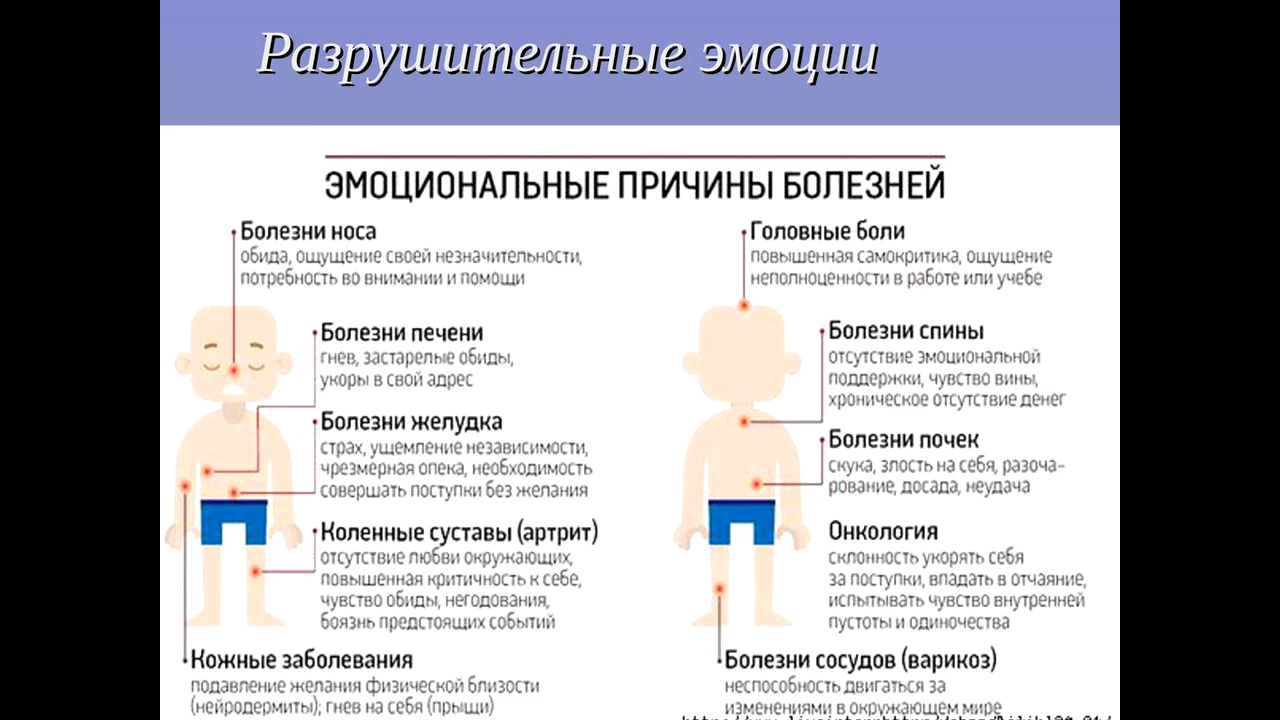 Разрушительные эмоции
ЭМОЦИОНАЛЬНЫЕ ПРИЧИНЫ БОЛЕЗНЕЙ
Болезни носа
обида, ощущение своей незначительности,
потребность во внимании и помощи
Болезни печени
гнев, застарелые обиды,
укоры в свой адрес
Болезни желудка
страх, ущемление независимости,
чрезмерная опека, необходимость
совершать поступки без желания
Коленные суставы (артрит)
отсутствие любви окружающих,
повышенная критичность к себе,
чувство обиды, негодования,
боязнь предстоящих событий
Кожные заболевания
подавление желания физической близости
(нейродермиты); гнев на себя (прыщи)
Головные боли
повышенная самокритика, ощущение
неполноценности в работе или учебе
Болезни спины
отсутствие эмоциональной
поддержки, чувство вины,
хроническое отсутствие денег
Болезни почек
скука, злость на себя, разоча-
рование, досада, неудача
Онкология
склонность укорять себя
за поступки, впадать в отчаяние,
испытывать чувство внутренней
пустоты и одиночества
Болезни сосудов (варикоз)
неспособность двигаться за
изменениями в окружающем мире